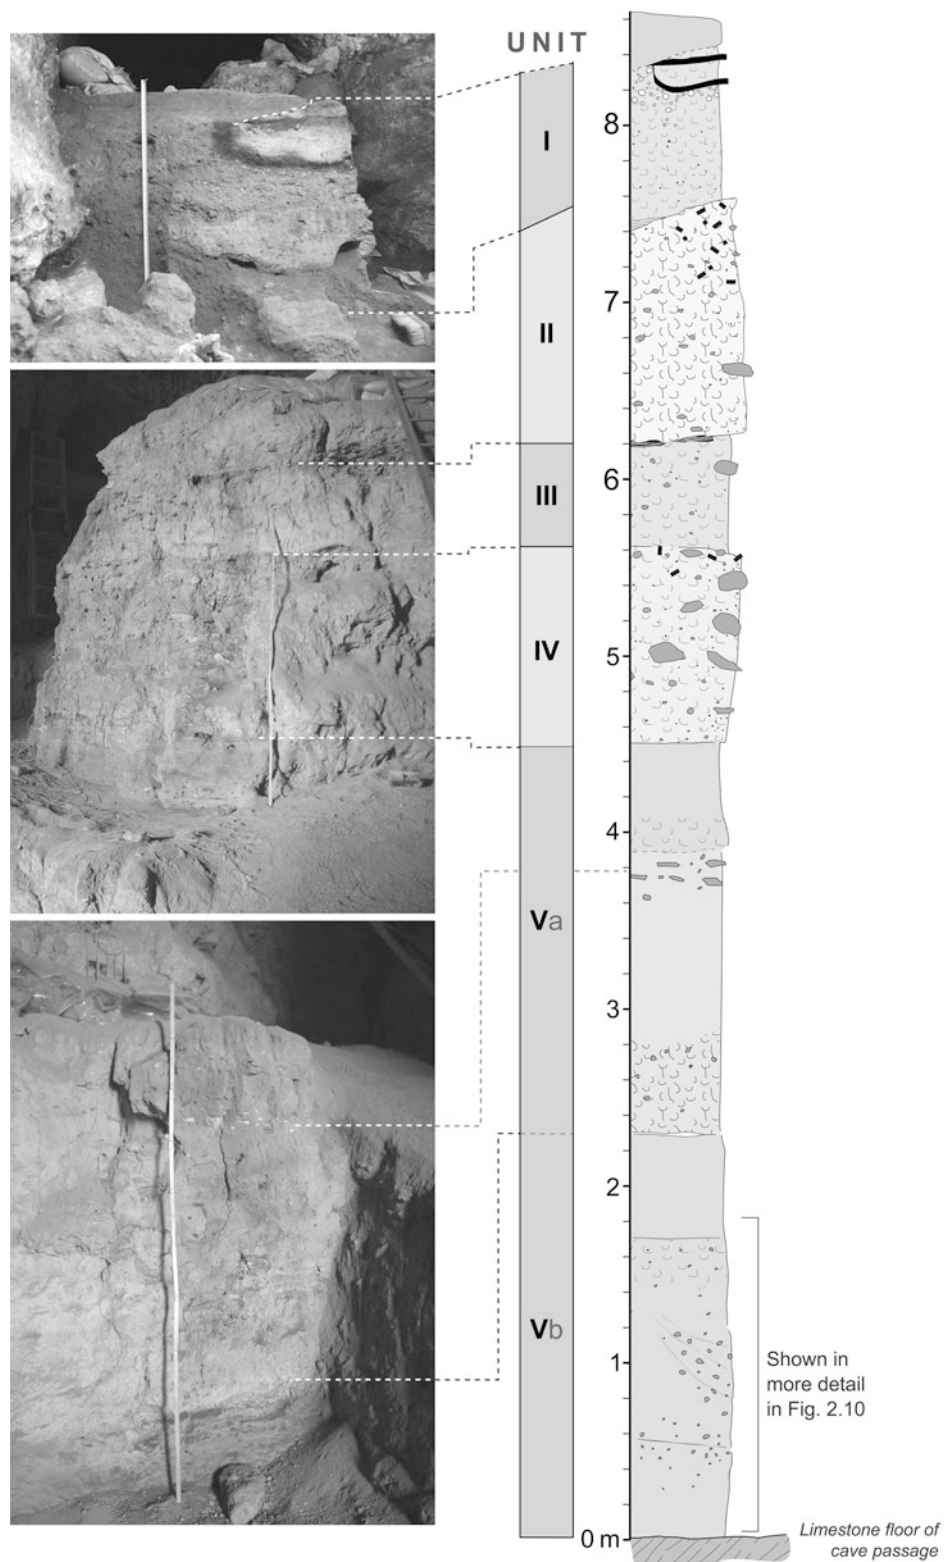 UNIT
I
II
III
IV
Va
Vb
8
7
6
5
4
3
2
1
0 m
Shown in
more detail
in Fig. 2.10
Limestone floor of
cave passage